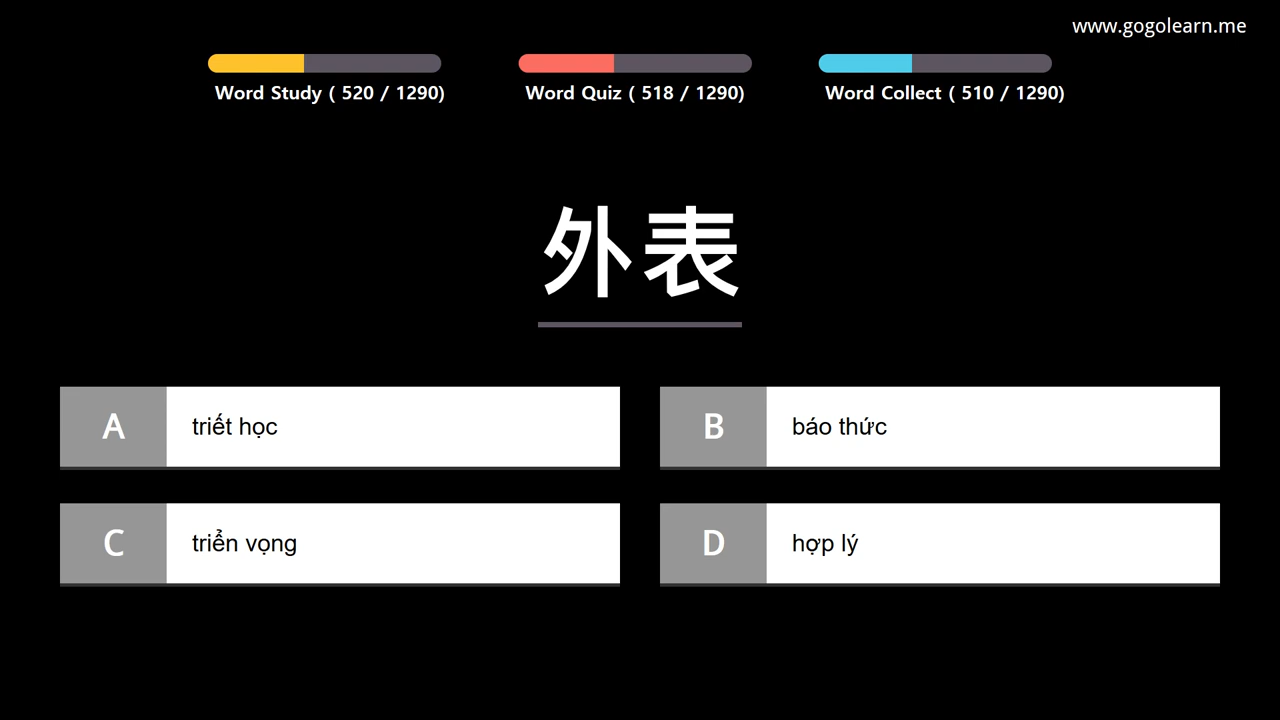 www.gogolearn.me
Word Study ( 520 / 1290)
Word Quiz ( 518 / 1290)
Word Collect ( 510 / 1290)
外表
A triết học
B báo thức
C triển vọng
D hợp lý